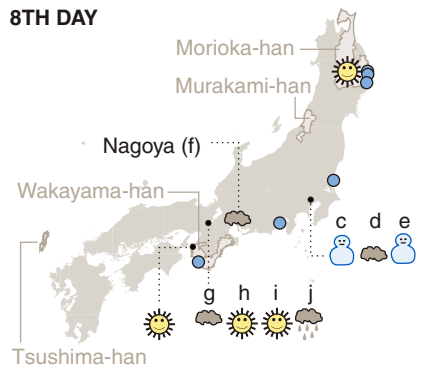 8TH DAY
Morioka-han
Murakami-han
Nagoya (f)
Wakayama-han
c d e
g h i j
Tsushima-han